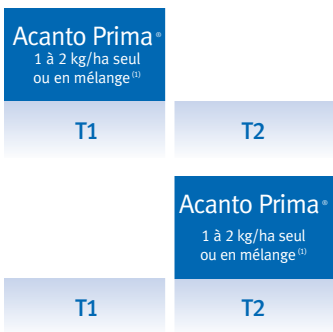 Acanto Prima®
1 à 2 kg/ha seul
ou en mélange (1)
T1 T2
Acanto Prima®
1 à 2 kg/ha seul
ou en mélange (1)
T1 T2